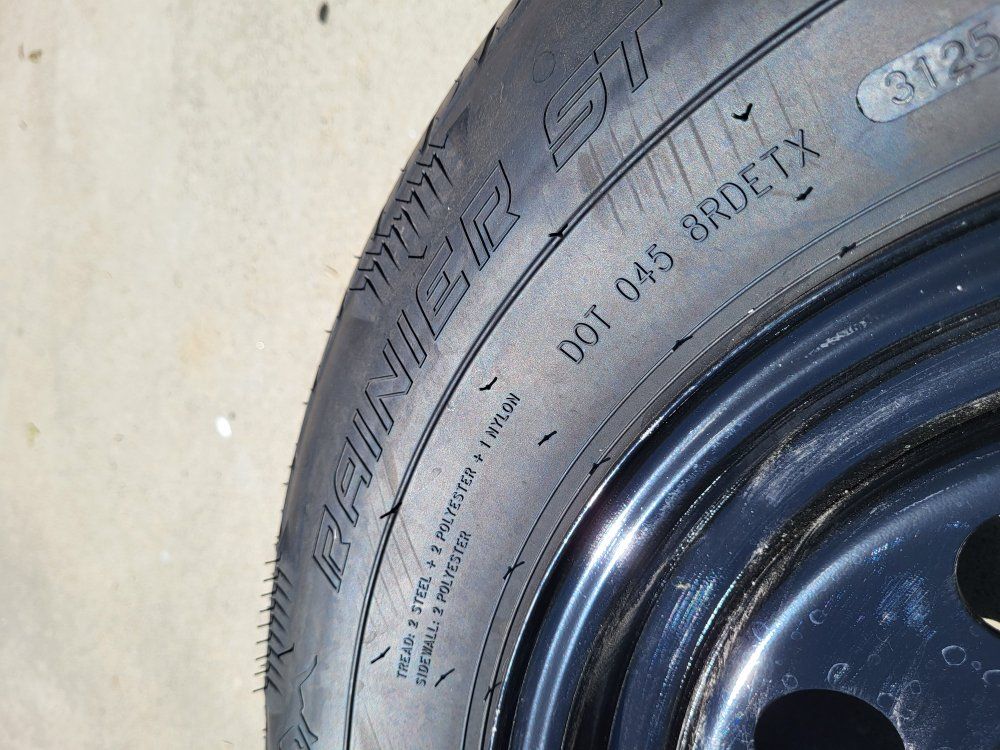 RAINIER ST
DOT 045 8RDETX
3125
TREAD: 2 STEEL + 2 POLYESTER + 1 NYLON
SIDEWALL: 2 POLYESTER